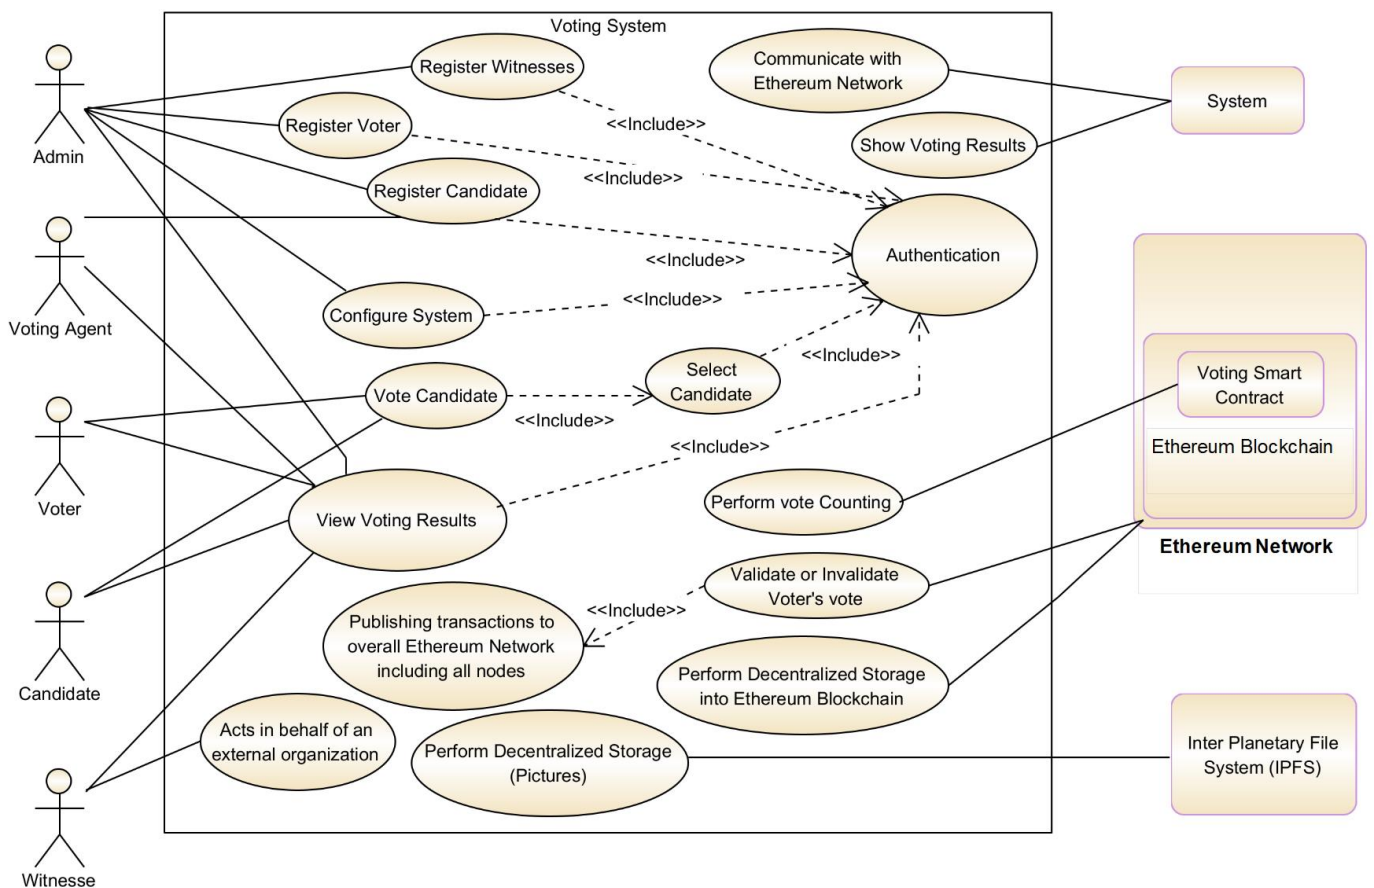 Voting System
Register Witnesses
Communicate with
Ethereum Network
System
<<Include>>
Register Voter
Show Voting Results
Admin
<<Include>>
Register Candidate
Authentication
<<Include>>
Voting Agent
Configure System
<<Include>>
Voting Smart
Contract
Vote Candidate
Select
Candidate
<<Include>>
<<Include>>
<<Include>>
Ethereum Blockchain
Voter
View Voting Results
Perform vote Counting
Ethereum Network
Validate or Invalidate
Voter's vote
<<Include>>
Publishing transactions to
overall Ethereum Network
including all nodes
Candidate
Perform Decentralized Storage
into Ethereum Blockchain
Acts in behalf of an
external organization
Perform Decentralized Storage
(Pictures)
Inter Planetary File
System (IPFS)
Witnesse